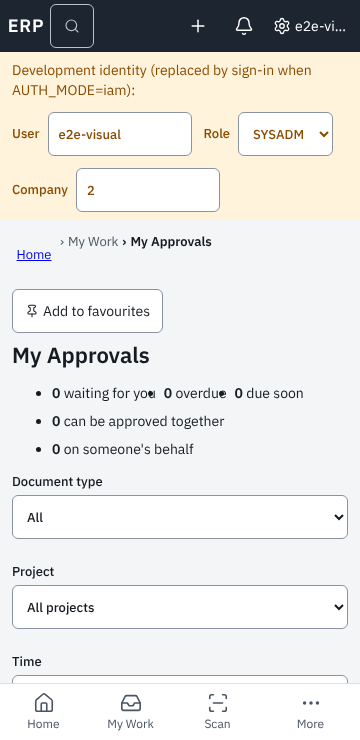 ERP e2e-vi...
Development identity (replaced by sign-in when
AUTH_MODE=iam):
User e2e-visual Role SYSADM
Company 2
Home › My Work › My Approvals
Add to favourites
My Approvals
• 0 waiting for you • 0 overdue • 0 due soon
• 0 can be approved together
• 0 on someone's behalf
Document type
All
Project
All projects
Time
Home My Work Scan More